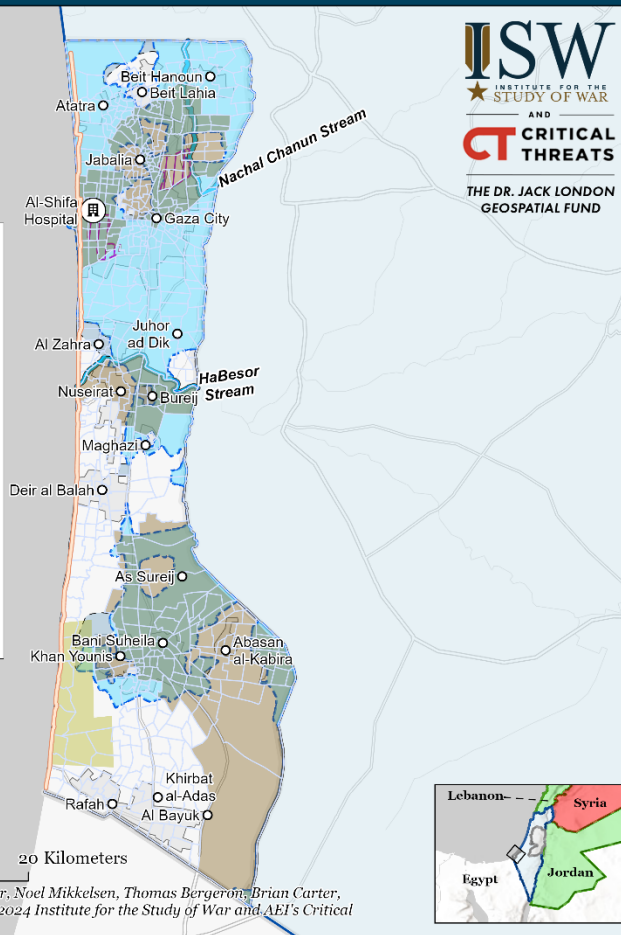 ISW
INSTITUTE FOR THE
STUDY OF WAR
AND
CT CRITICAL
THREATS
THE DR. JACK LONDON
GEOSPATIAL FUND
Beit Hanoun
Beit Lahia
Atatra
Nachal Chanun Stream
Jabalia
Al-Shifa
Hospital
Gaza City
Juhor
ad Dik
Al Zahra
HaBesor
Stream
Nuseirat
Bureij
Maghazi
Deir al Balah
As Sureij
Bani Suheila
Abasan
al-Kabira
Khan Younis
Khirbat
al-Adas
Rafah
Al Bayuk
Lebanon
Syria
Egypt
Jordan
20 Kilometers
r, Noel Mikkelsen, Thomas Bergeron, Brian Carter,
2024 Institute for the Study of War and AEI's Critical